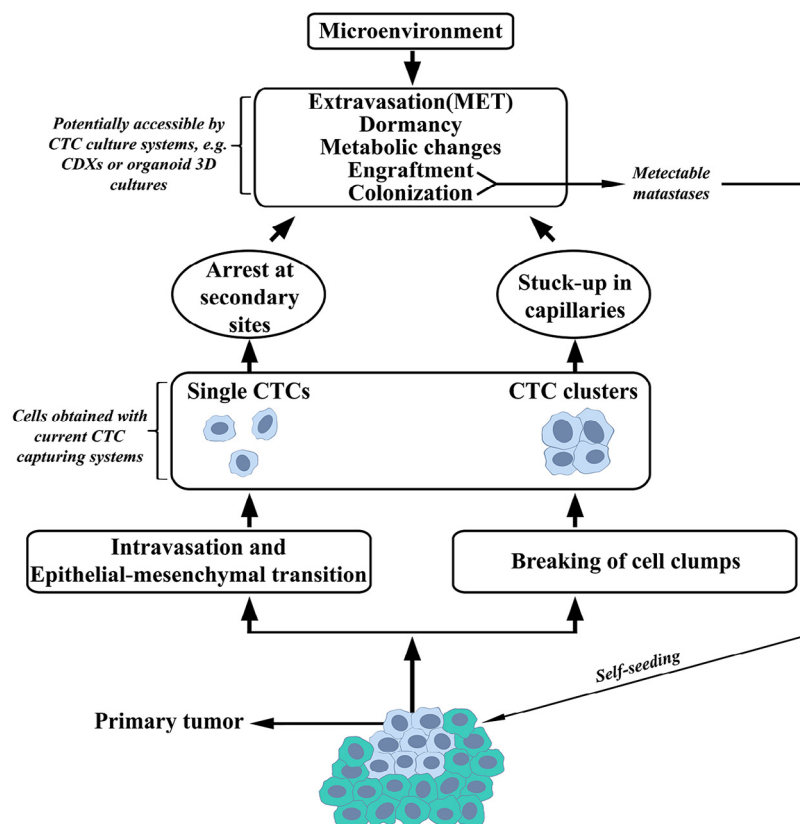 Microenvironment
Extravasation(MET)
Dormancy
Metabolic changes
Engraftment
Colonization
Potentially accessible by
CTC culture systems, e.g.
CDXs or organoid 3D
cultures
Metectable
matastases
Arrest at
secondary
sites
Stuck-up in
capillaries
Single CTCs
CTC clusters
Cells obtained with
current CTC
capturing systems
Intravasation and
Epithelial-mesenchymal transition
Breaking of cell clumps
Self-seeding
Primary tumor